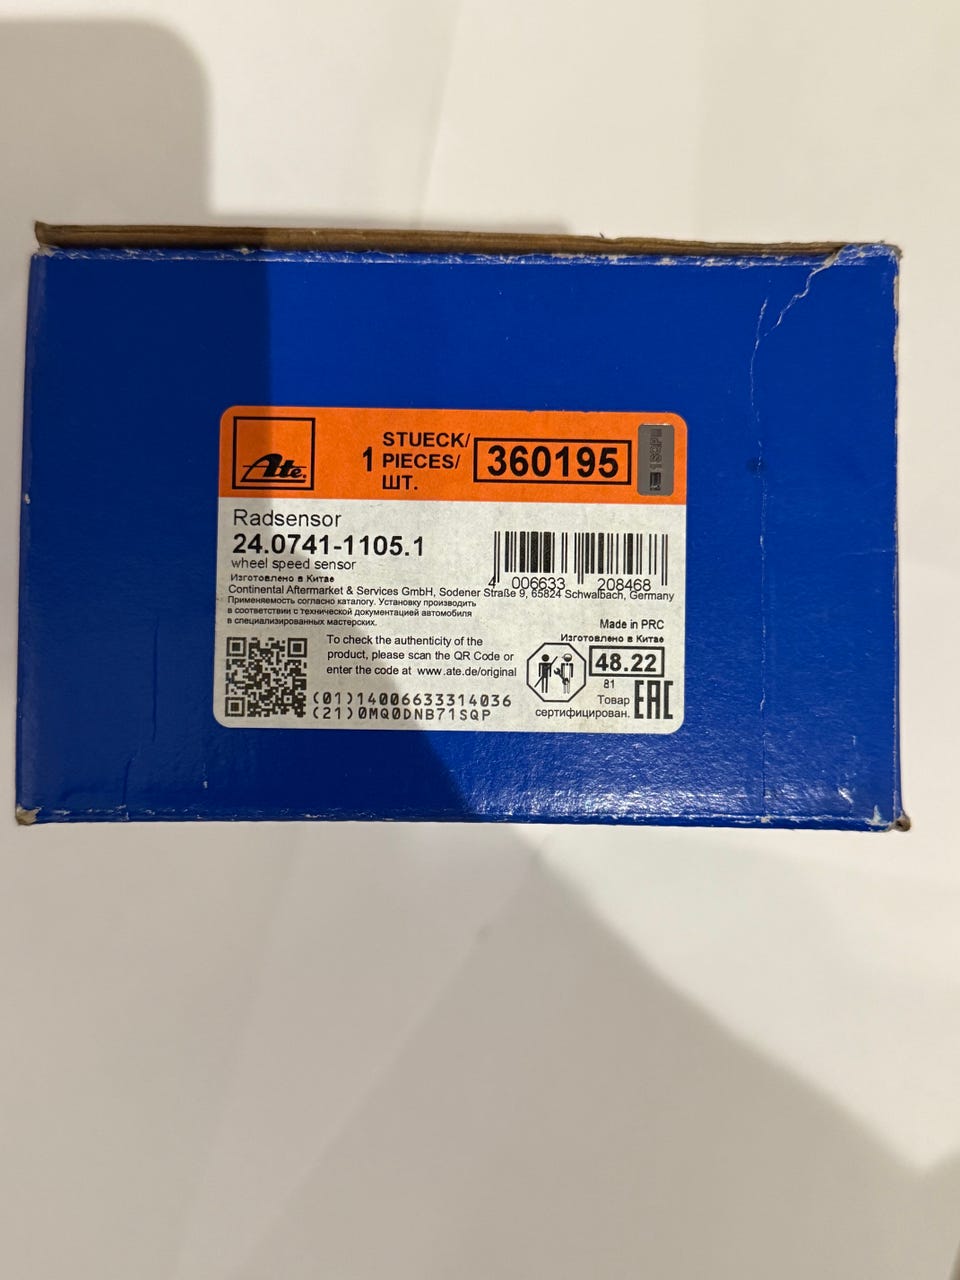 Ate
1
STUECK/
PIECES/
ШТ.
360195
Radsensor
24.0741-1105.1
wheel speed sensor
Изготовлено в Китае
4 006633 208468
Continental Aftermarket & Services GmbH, Sodener Straße 9, 65824 Schwalbach, Germany
Применяемость согласно каталогу. Установку производить
в соответствии с технической документацией автомобиля
в специализированных мастерских.
Made in PRC
Изготовлено в Китае
To check the authenticity of the
product, please scan the QR Code or
enter the code at www.ate.de/original
48.22
81
Товар
сертифицирован.
EAC
(01)14006633314036
(21)0MQ0DNB71SQP